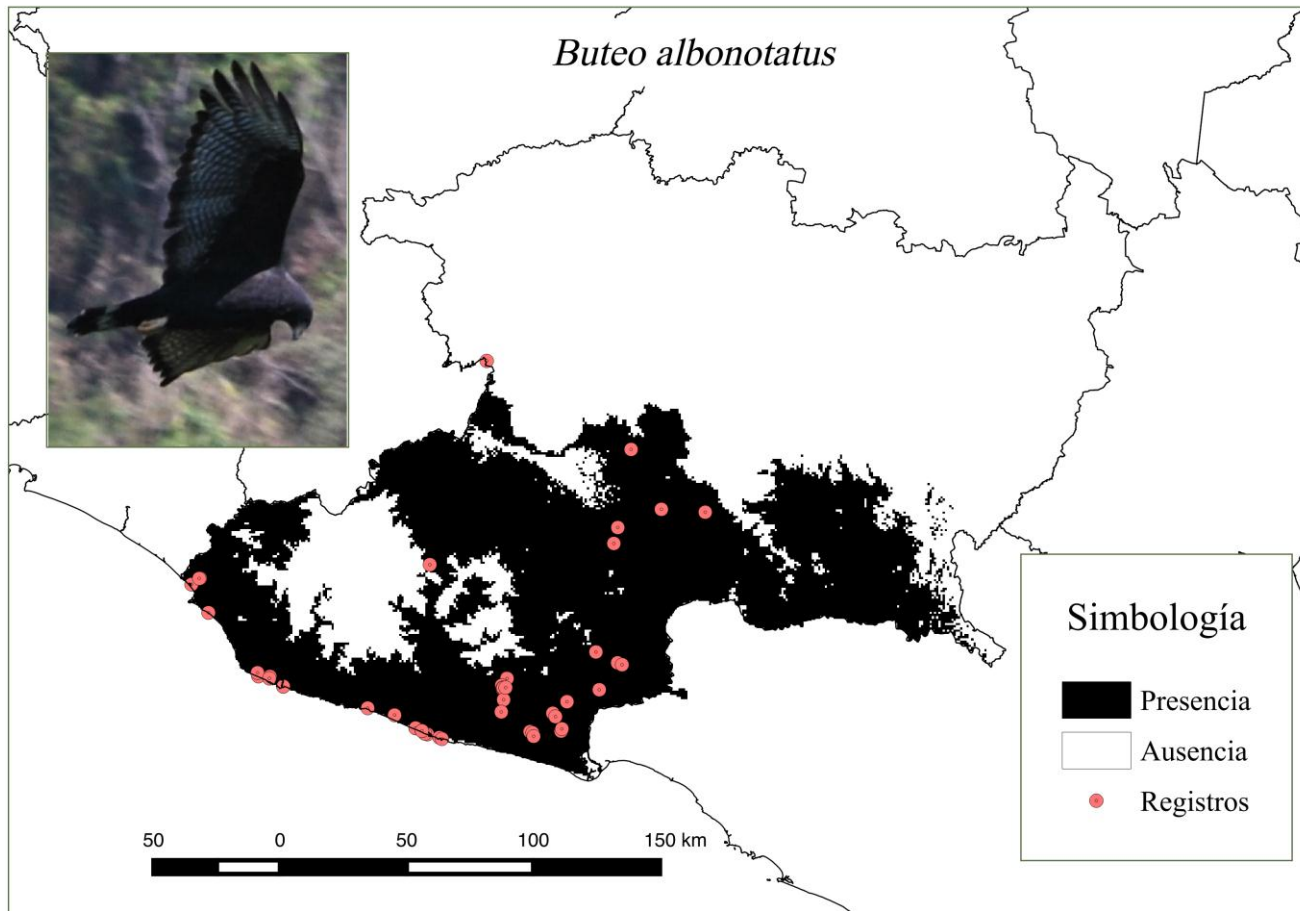 Buteo albonotatus
Simbología
Presencia
Ausencia
Registros
50 0 50 100 150 km